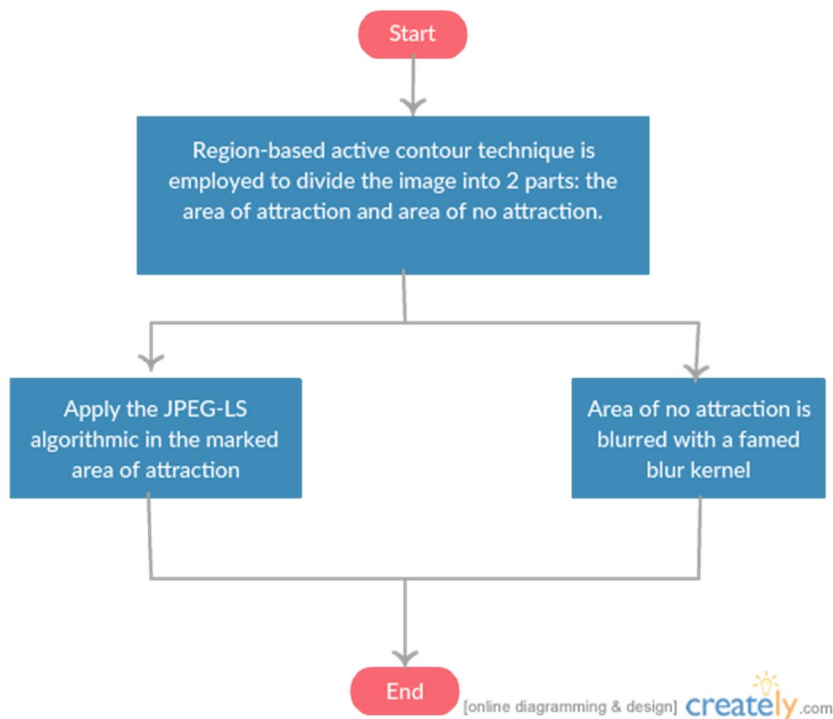 Start
Region-based active contour technique is
employed to divide the image into 2 parts: the
area of attraction and area of no attraction.
Apply the JPEG-LS
algorithmic in the marked
area of attraction
Area of no attraction is
blurred with a famed
blur kernel
End
[online diagramming & design] creately.com